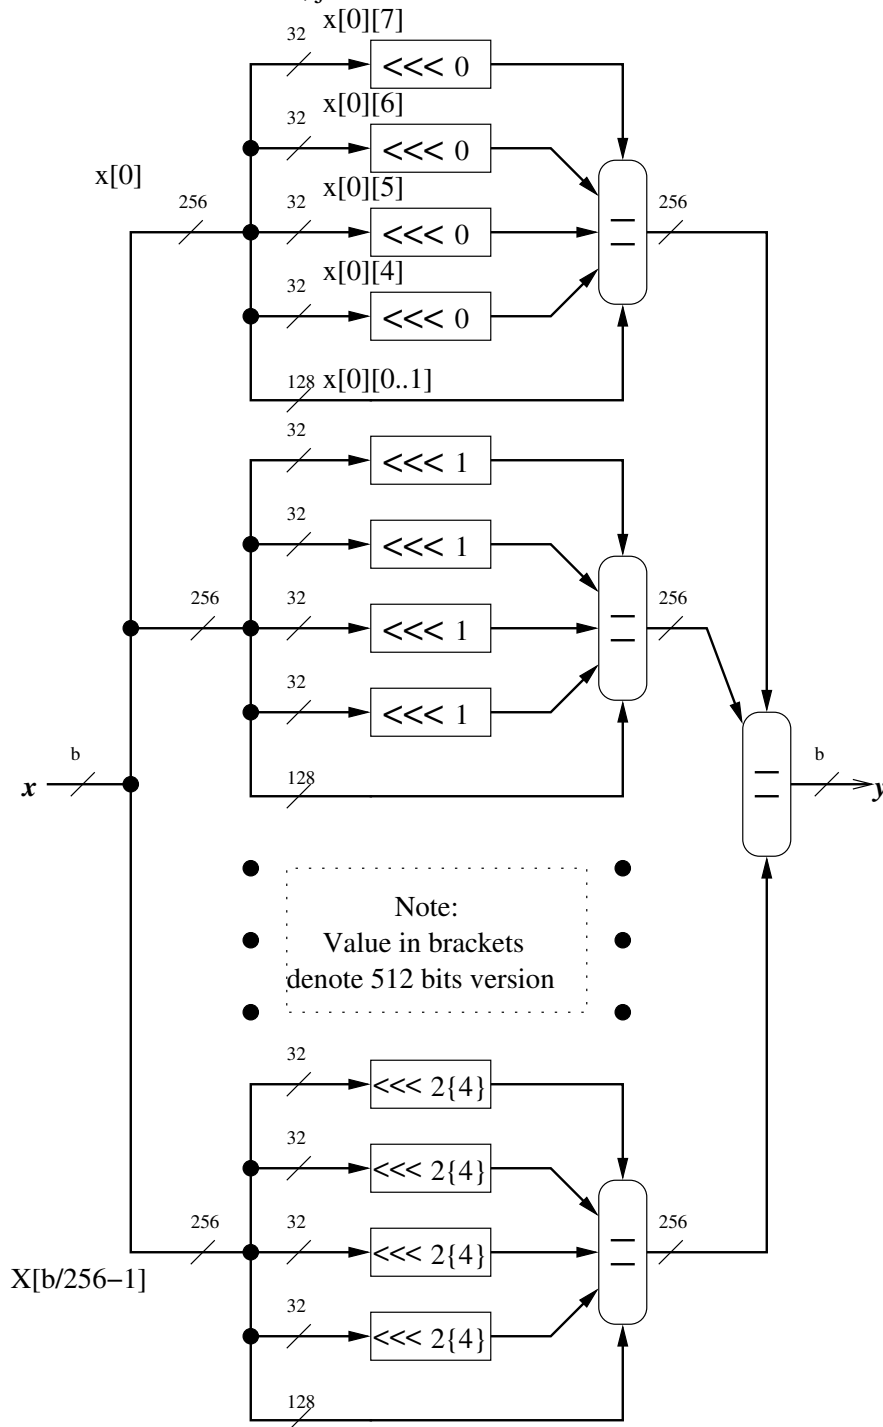 x[0][7]
32
<<< 0
x[0][6]
32
<<< 0
x[0]
256
x[0][5]
32
<<< 0
||
256
x[0][4]
32
<<< 0
128 x[0][0..1]
32
<<< 1
32
<<< 1
256
32
<<< 1
||
256
32
<<< 1
x
b
128
||
b
y
Note:
Value in brackets
denote 512 bits version
32
<<< 2{4}
32
<<< 2{4}
256
32
<<< 2{4}
||
256
X[b/256−1]
32
<<< 2{4}
128